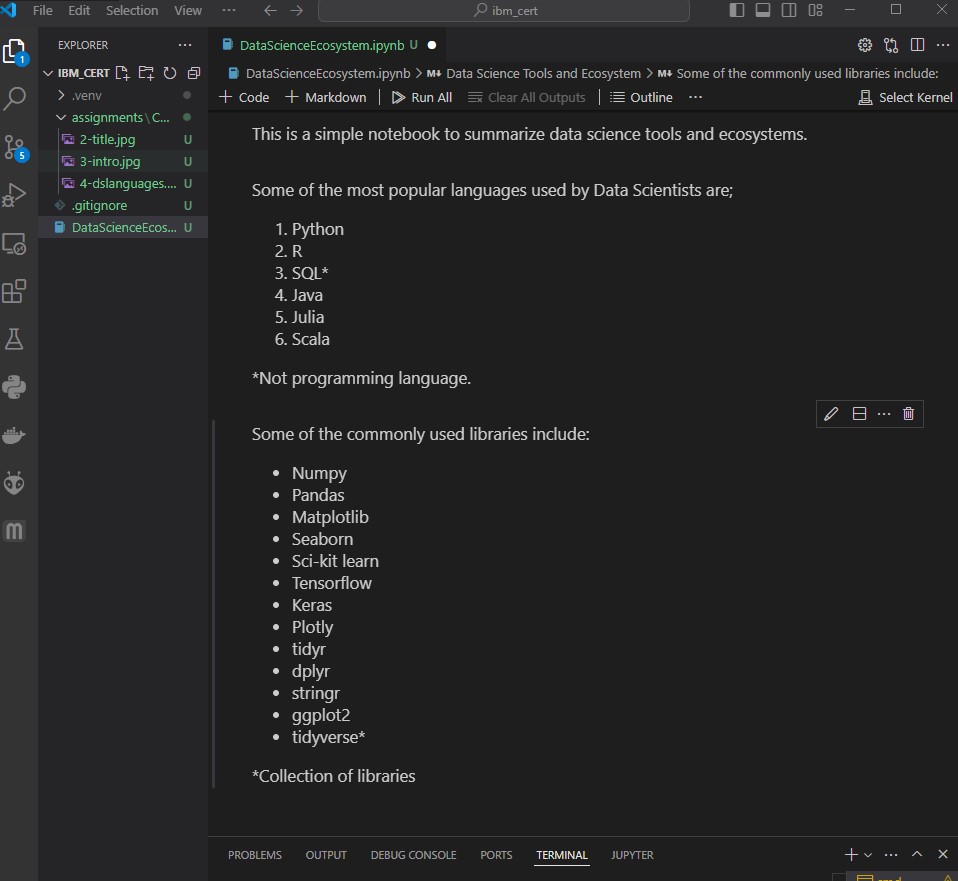 File Edit Selection View ··· ibm_cert
EXPLORER ···
IBM_CERT
.venv
assignments \ C...
2-title.jpg U
3-intro.jpg U
4-dslanguages.... U
.gitignore U
DataScienceEcos... U
1
5
DataScienceEcosystem.ipynb U
DataScienceEcosystem.ipynb > M↓ Data Science Tools and Ecosystem > M↓ Some of the commonly used libraries include:
+ Code + Markdown | Run All Clear All Outputs | Outline ··· Select Kernel
This is a simple notebook to summarize data science tools and ecosystems.
Some of the most popular languages used by Data Scientists are;
1. Python
2. R
3. SQL*
4. Java
5. Julia
6. Scala
*Not programming language.
Some of the commonly used libraries include:
• Numpy
• Pandas
• Matplotlib
• Seaborn
• Sci-kit learn
• Tensorflow
• Keras
• Plotly
• tidyr
• dplyr
• stringr
• ggplot2
• tidyverse*
*Collection of libraries
PROBLEMS OUTPUT DEBUG CONSOLE PORTS TERMINAL JUPYTER